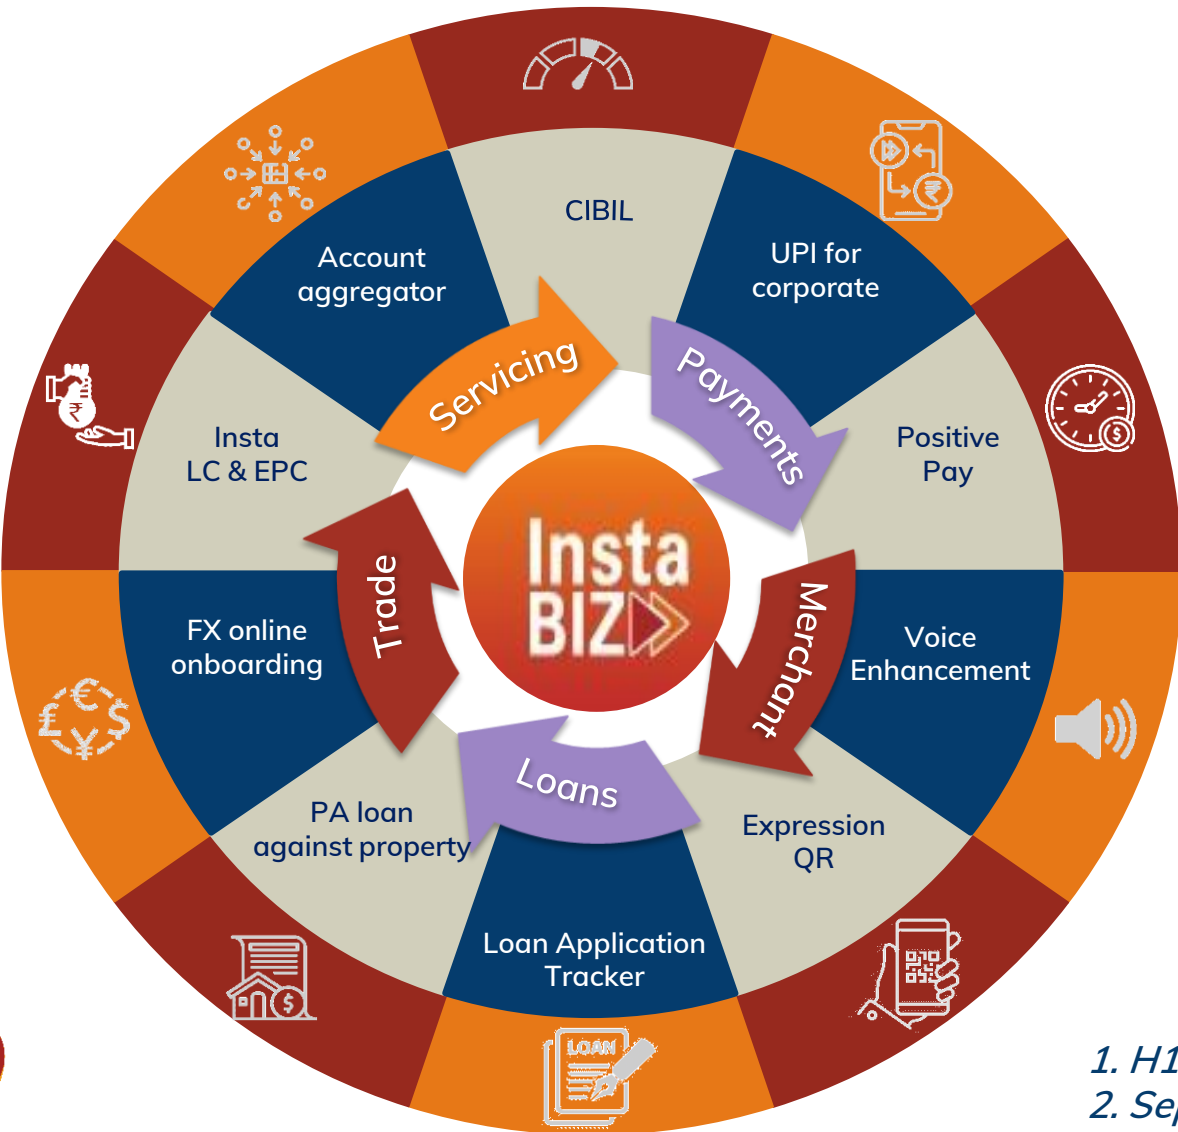 CIBIL
UPI for
corporate
Positive
Pay
Voice
Enhancement
Expression
QR
Loan Application
Tracker
PA loan
against property
FX online
onboarding
Insta
LC & EPC
Account
aggregator
Servicing
Payments
Merchant
Loans
Trade
Insta
BIZ
LOAN
1. H1
2. Sep